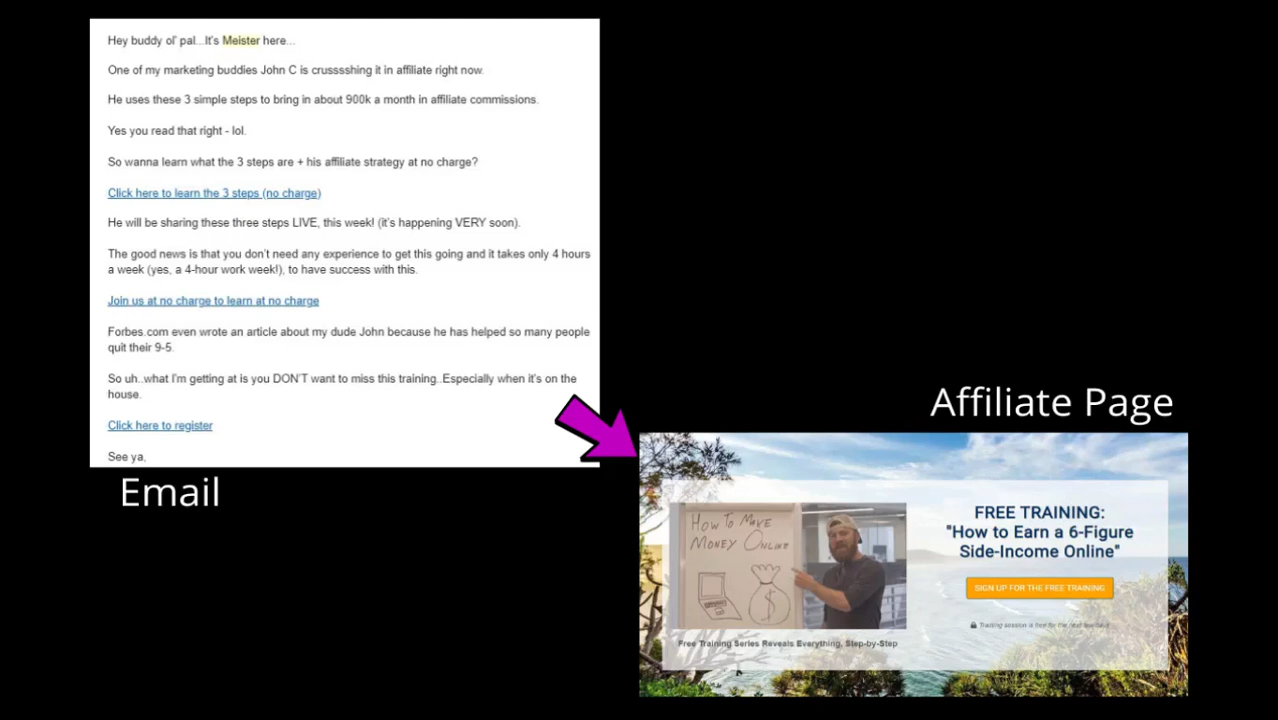 Hey buddy ol' pal...It's Meister here...
One of my marketing buddies John C is crusssshing it in affiliate right now.
He uses these 3 simple steps to bring in about 900k a month in affiliate commissions.
Yes you read that right - lol.
So wanna learn what the 3 steps are + his affiliate strategy at no charge?
Click here to learn the 3 steps (no charge)
He will be sharing these three steps LIVE, this week! (it's happening VERY soon).
The good news is that you don't need any experience to get this going and it takes only 4 hours
a week (yes, a 4-hour work week!), to have success with this.
Join us at no charge to learn at no charge
Forbes.com even wrote an article about my dude John because he has helped so many people
quit their 9-5.
So uh..what I'm getting at is you DON'T want to miss this training..Especially when it's on the
house.
Click here to register
See ya,
Email
Affiliate Page
HOW TO MAKE
MONEY ONLINE
$
FREE TRAINING:
"How to Earn a 6-Figure
Side-Income Online"
SIGN UP FOR THE FREE TRAINING
Training session is free for the next
Free Training Series Reveals Everything, Step-by-Step